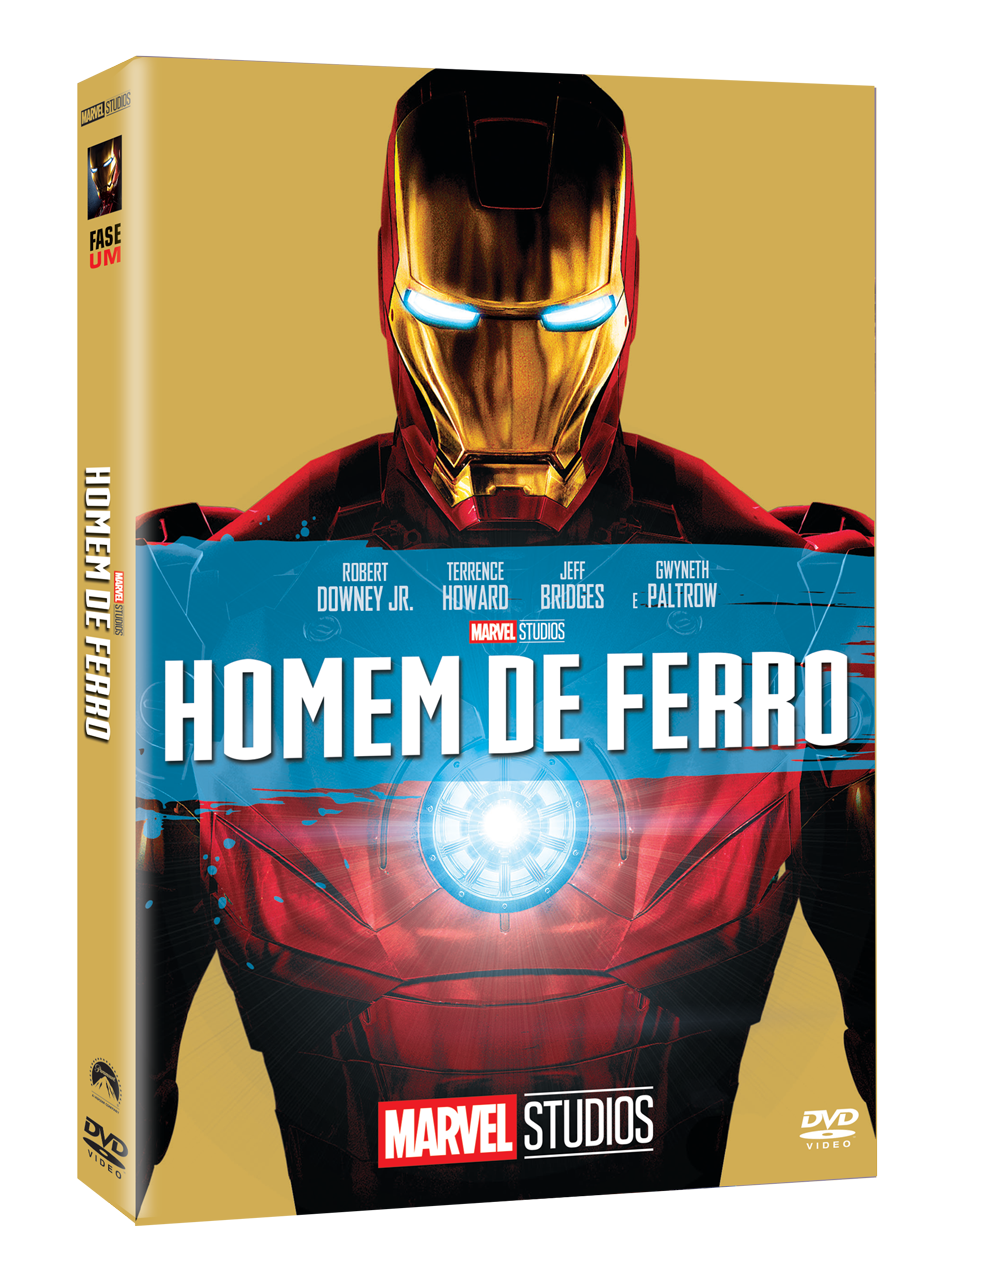 MARVEL STUDIOS
FASE
UM
HOMEM DE FERRO
MARVEL STUDIOS
Paramount
DVD
VIDEO
ROBERT
DOWNEY JR.
TERRENCE
HOWARD
JEFF
BRIDGES
GWYNETH
E PALTROW
MARVEL STUDIOS
HOMEM DE FERRO
MARVEL STUDIOS
DVD
VIDEO